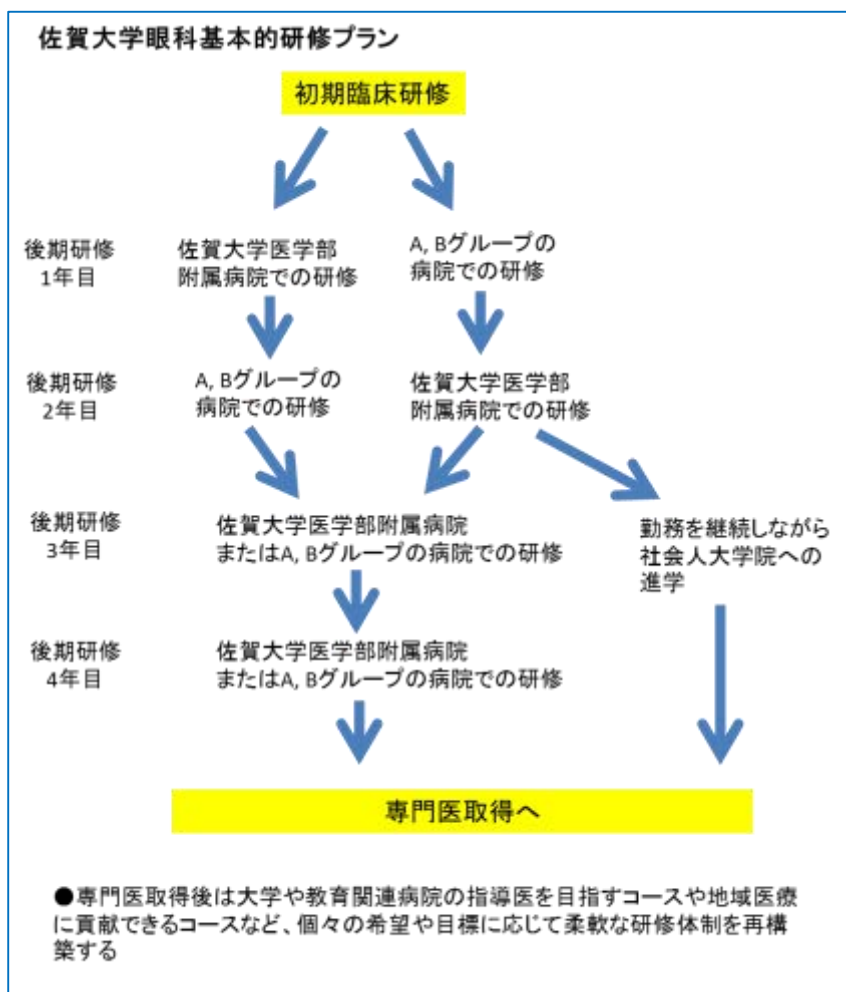 佐賀大学眼科基本的研修プラン
初期臨床研修
後期研修
1年目
佐賀大学医学部
附属病院での研修
A, Bグループの
病院での研修
後期研修
2年目
A, Bグループの
病院での研修
佐賀大学医学部
附属病院での研修
後期研修
3年目
佐賀大学医学部附属病院
またはA, Bグループの病院での研修
勤務を継続しながら
社会人大学院への
進学
後期研修
4年目
佐賀大学医学部附属病院
またはA, Bグループの病院での研修
専門医取得へ
●専門医取得後は大学や教育関連病院の指導医を目指すコースや地域医療
に貢献できるコースなど、個々の希望や目標に応じて柔軟な研修体制を再構
築する